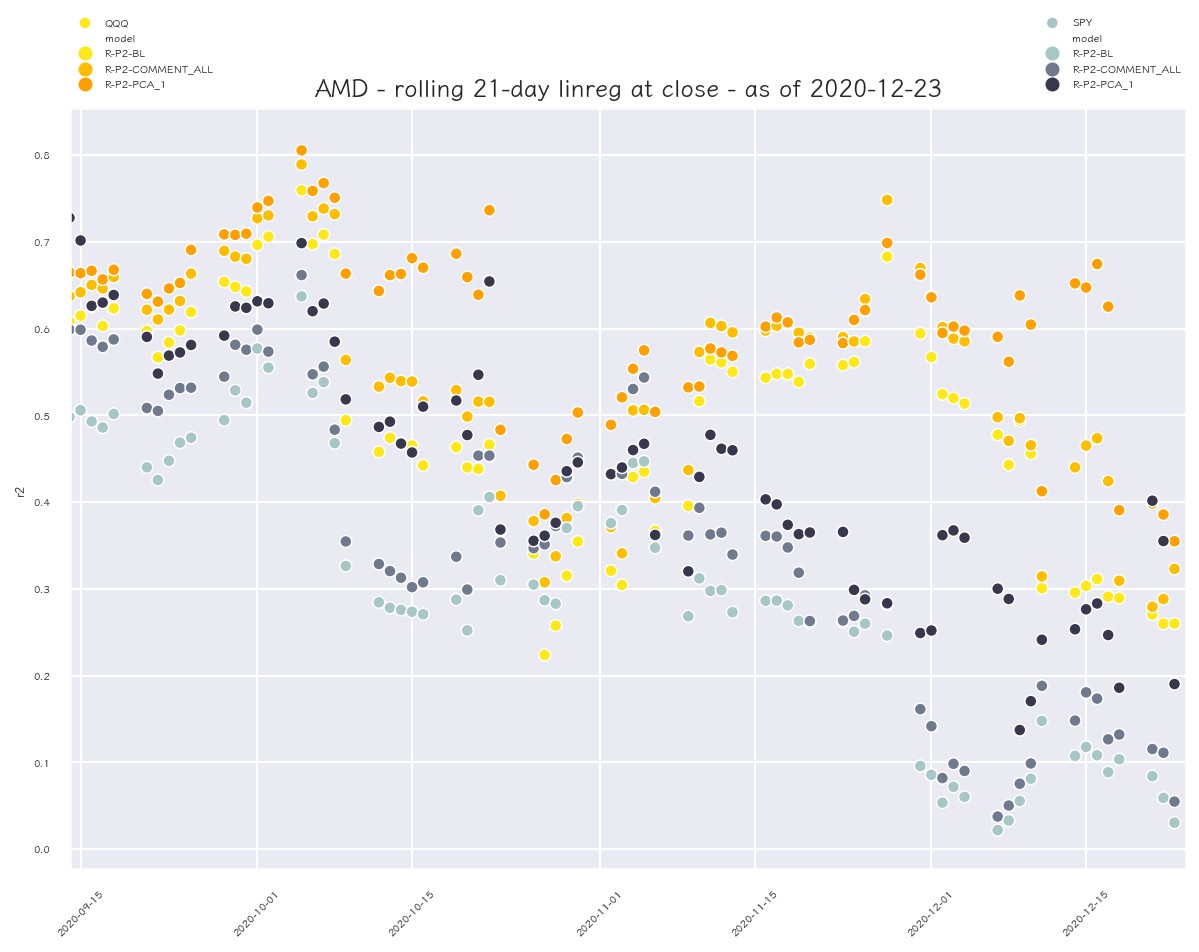 QQQ
model
R-P2-BL
R-P2-COMMENT_ALL
R-P2-PCA_1
SPY
model
R-P2-BL
R-P2-COMMENT_ALL
R-P2-PCA_1
AMD - rolling 21-day linreg at close - as of 2020-12-23
0.8
0.7
0.6
0.5
0.4
0.3
0.2
0.1
0.0
r2
2020-09-15
2020-10-01
2020-10-15
2020-11-01
2020-11-15
2020-12-01
2020-12-15